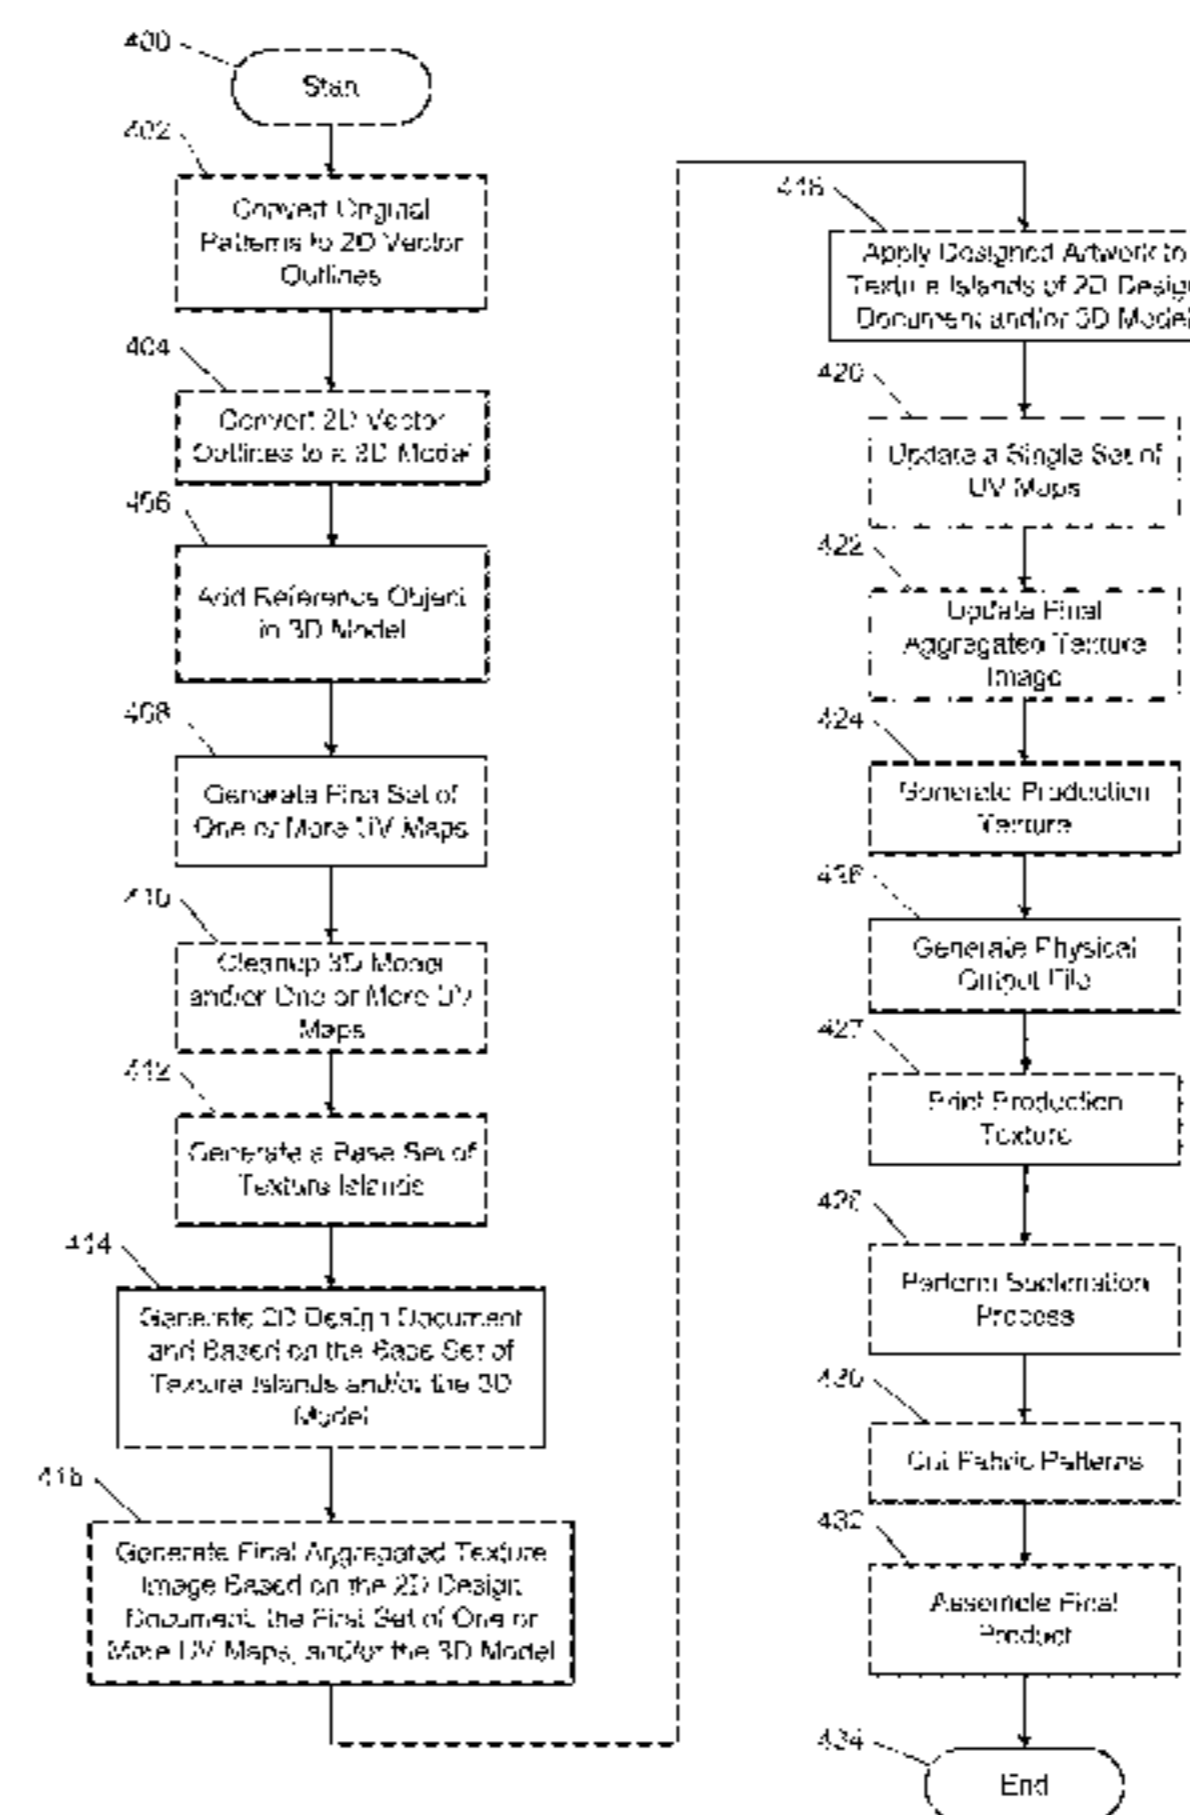 400
Start
402
Convert Original
Patterns to 2D Vector
Outlines
404
Convert 2D Vector
Outlines to a 3D Model
406
Add Reference Object
in 3D Model
408
Generate First Set of
One or More UV Maps
410
Cleanup 3D Model
and/or One or More UV
Maps
412
Generate a Base Set of
Texture Islands
414
Generate 2D Design Document
and Based on the Base Set of
Texture Islands and/or the 3D
Model
416
Generate Final Aggregated Texture
Image Based on the 2D Design
Document, the First Set of One or
More UV Maps, and/or the 3D Model
418
Apply Designed Artwork to
Texture Islands of 2D Design
Document and/or 3D Model
420
Update a Single Set of
UV Maps
422
Update Final
Aggregated Texture
Image
424
Generate Production
Texture
426
Generate Physical
Output File
427
Print Production
Texture
428
Perform Sublimation
Process
430
Cut Fabric Patterns
432
Assemble Final
Product
434
End